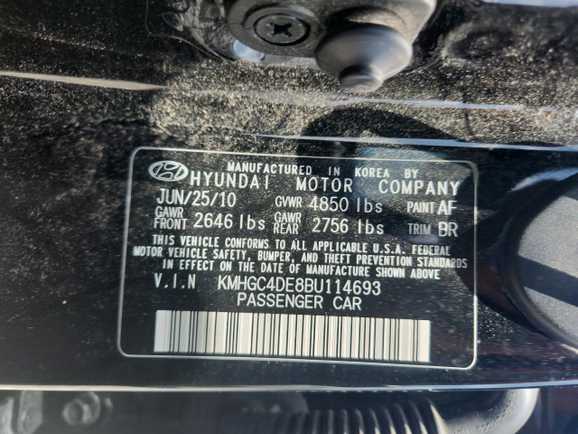 MANUFACTURED IN KOREA BY
HYUNDAI MOTOR COMPANY
JUN/25/10 GVWR 4850 lbs PAINT AF
GAWR FRONT 2646 lbs GAWR REAR 2756 lbs TRIM BR
THIS VEHICLE CONFORMS TO ALL APPLICABLE U.S.A. FEDERAL
MOTOR VEHICLE SAFETY, BUMPER, AND THEFT PREVENTION STANDARDS
IN EFFECT ON THE DATE OF MANUFACTURE SHOWN ABOVE
V.I.N KMHGC4DE8BU114693
PASSENGER CAR